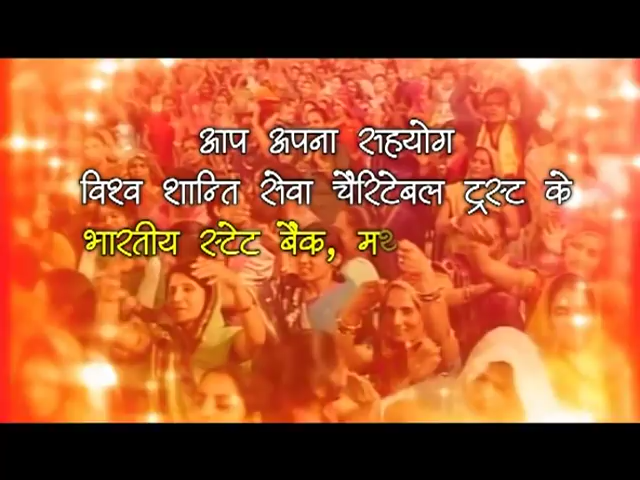 आप अपना सहयोग
विश्व शान्ति सेवा चैरिटेबल ट्रस्ट के
भारतीय स्टेट बैंक, म